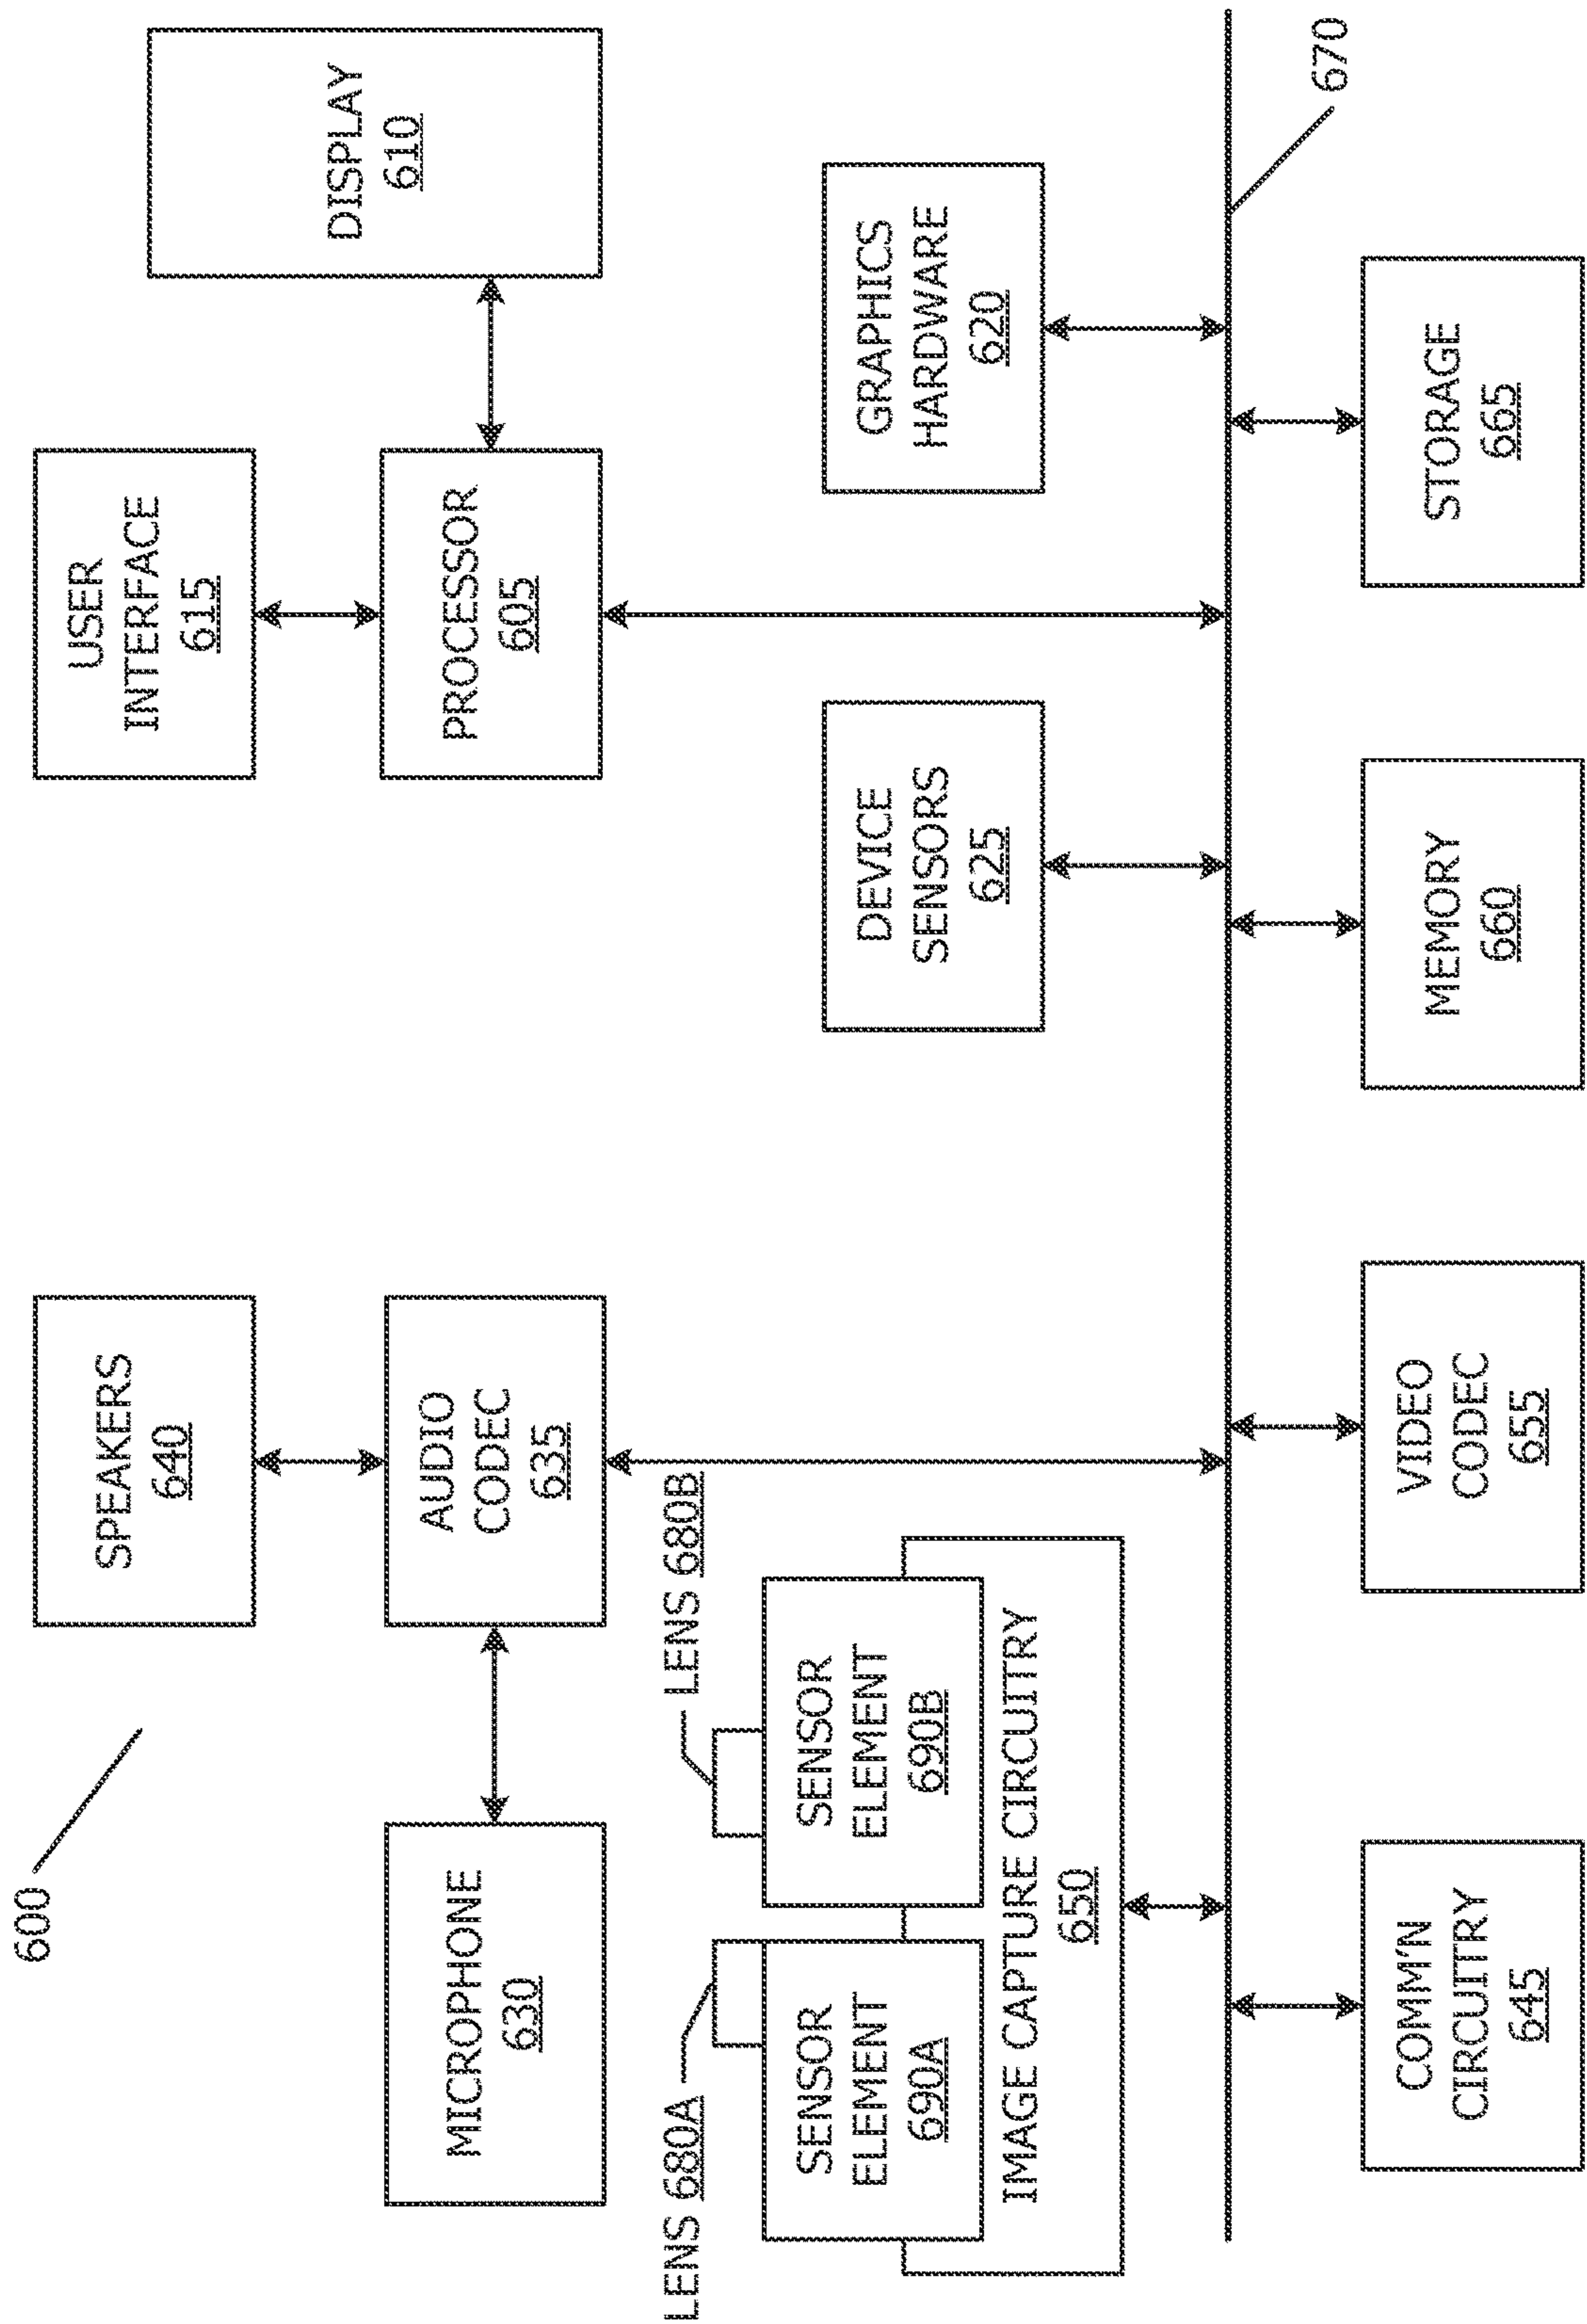 600
SPEAKERS
640
USER
INTERFACE
615
DISPLAY
610
MICROPHONE
630
AUDIO
CODEC
635
PROCESSOR
605
LENS 680A
LENS 680B
SENSOR
ELEMENT
690A
SENSOR
ELEMENT
690B
IMAGE CAPTURE CIRCUITRY
650
DEVICE
SENSORS
625
GRAPHICS
HARDWARE
620
670
COMM'N
CIRCUITRY
645
VIDEO
CODEC
655
MEMORY
660
STORAGE
665